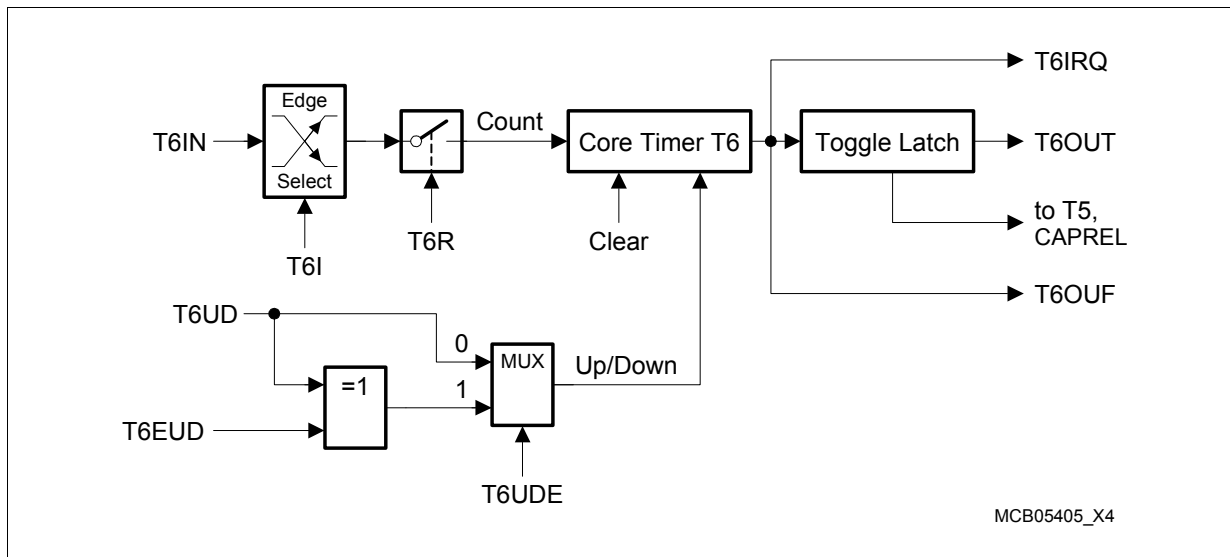 T6IRQ
Edge
Select
T6IN
Count
Core Timer T6
Toggle Latch
T6OUT
T6R
Clear
to T5,
CAPREL
T6I
T6OUF
T6UD
0
MUX
Up/Down
=1
1
T6EUD
T6UDE
MCB05405_X4